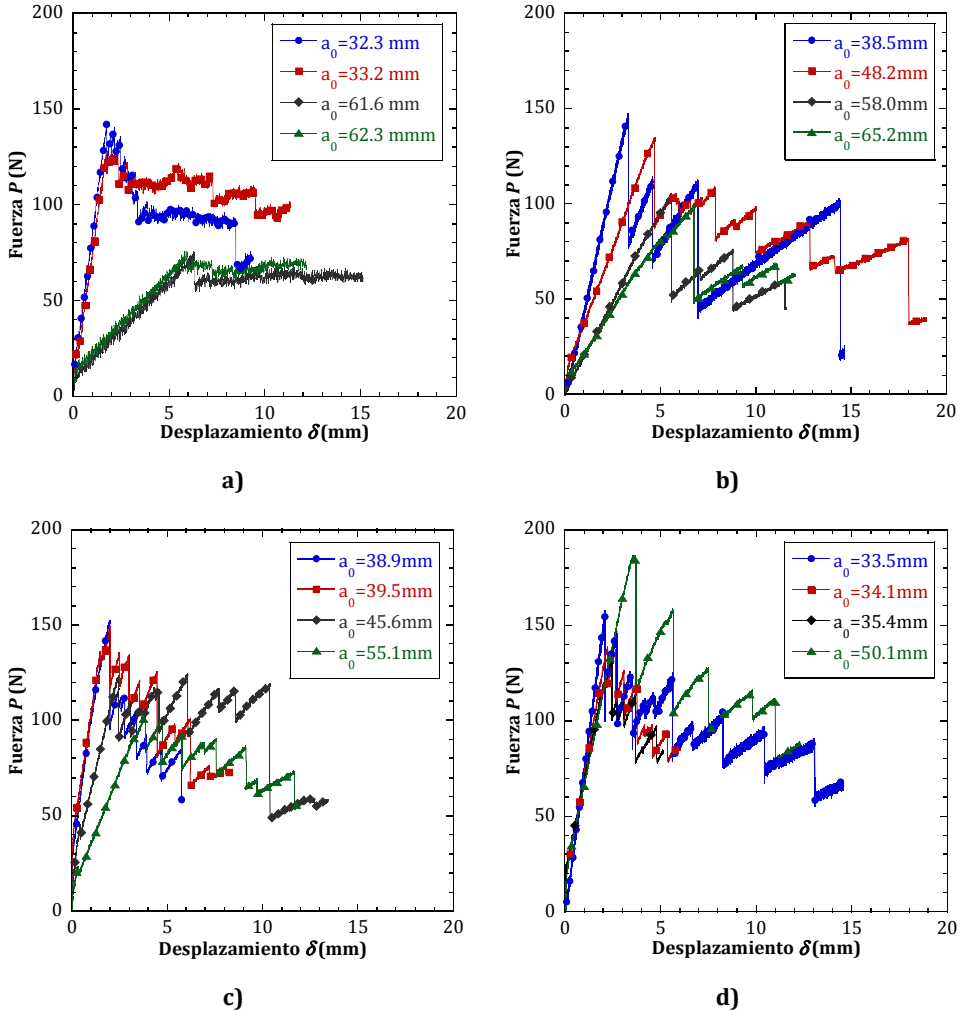 200
150
100
50
0
Fuerza P (N)
a0=32.3 mm
a0=33.2 mm
a0=61.6 mm
a0=62.3 mmm
0 5 10 15 20
Desplazamiento δ(mm)
a)
200
150
100
50
0
Fuerza P (N)
a0=38.5mm
a0=48.2mm
a0=58.0mm
a0=65.2mm
0 5 10 15 20
Desplazamiento δ(mm)
b)
200
150
100
50
0
Fuerza P (N)
a0=38.9mm
a0=39.5mm
a0=45.6mm
a0=55.1mm
0 5 10 15 20
Desplazamiento δ(mm)
c)
200
150
100
50
0
Fuerza P (N)
a0=33.5mm
a0=34.1mm
a0=35.4mm
a0=50.1mm
0 5 10 15 20
Desplazamiento δ(mm)
d)